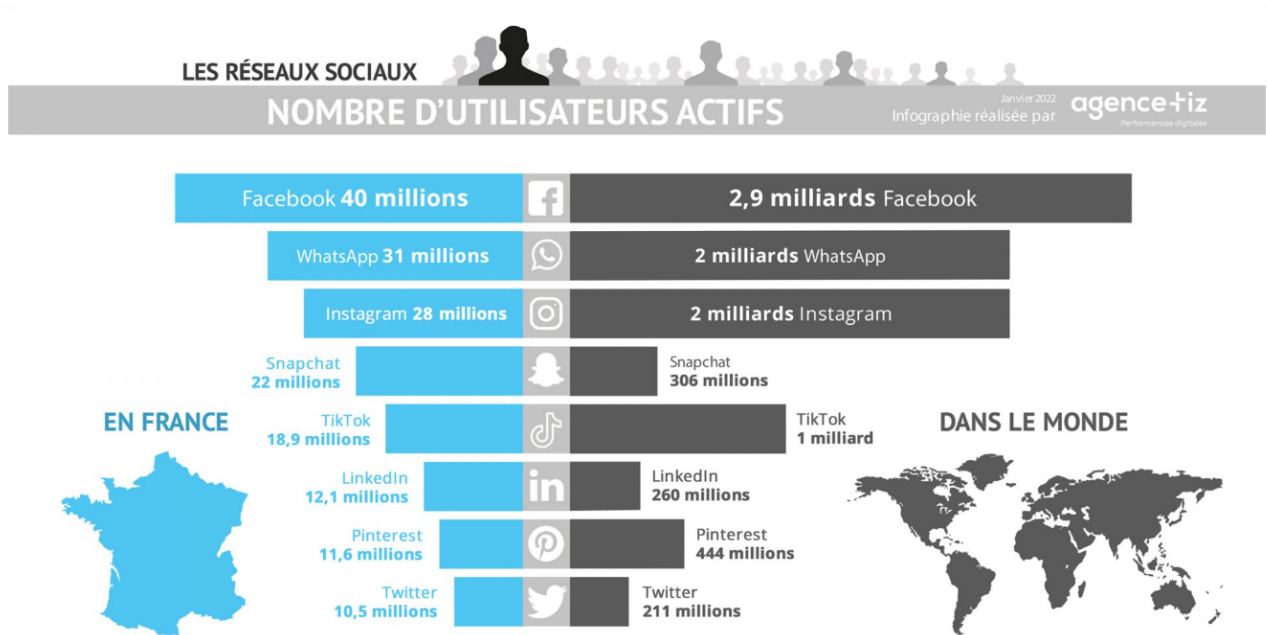 LES RÉSEAUX SOCIAUX
NOMBRE D'UTILISATEURS ACTIFS
Janvier 2022
Infographie réalisée par
agence tiz
Performances digitales
Facebook 40 millions
2,9 milliards Facebook
WhatsApp 31 millions
2 milliards WhatsApp
Instagram 28 millions
2 milliards Instagram
Snapchat
22 millions
Snapchat
306 millions
EN FRANCE
TikTok
18,9 millions
TikTok
1 milliard
DANS LE MONDE
LinkedIn
12,1 millions
in
LinkedIn
260 millions
Pinterest
11,6 millions
Pinterest
444 millions
Twitter
10,5 millions
Twitter
211 millions